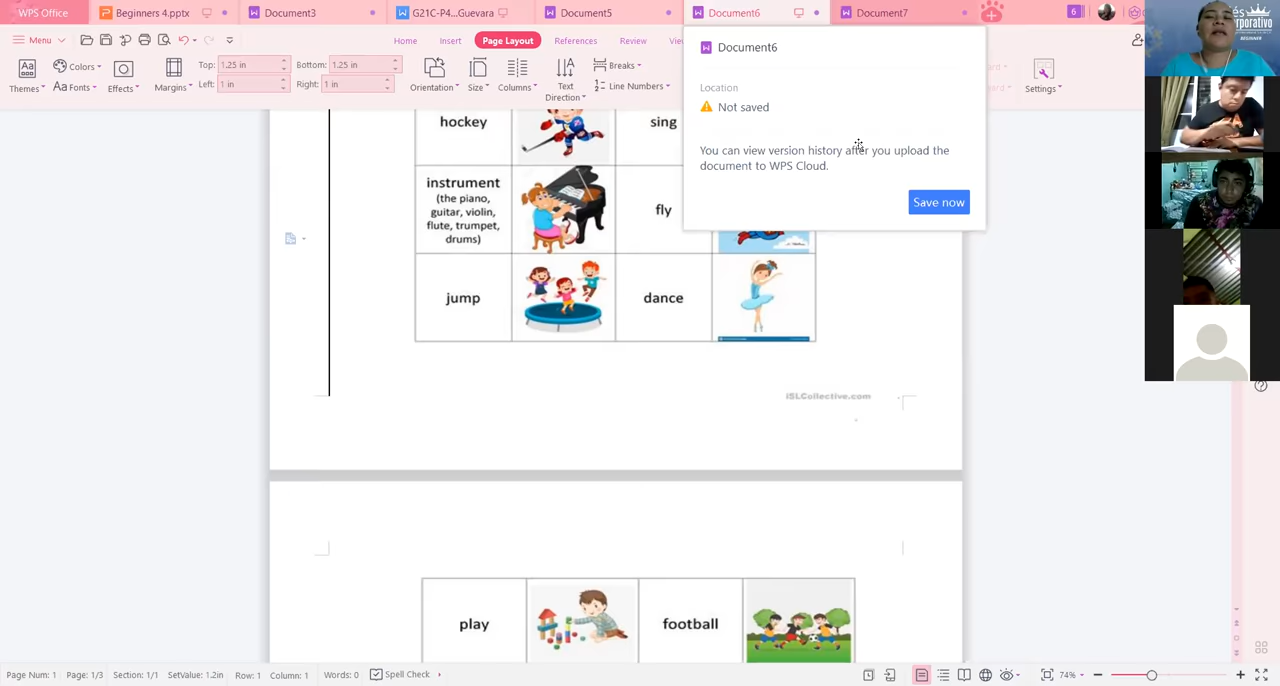 WPS Office
Beginners 4.pptx
Document3
G21C-P4...Guevara
Document5
Document6
Document7
6
Menu
Home
Insert
Page Layout
References
Review
Themes
Colors
Fonts
Effects
Margins
Top: 1.25 in
Bottom: 1.25 in
Left: 1 in
Right: 1 in
Orientation
Size
Columns
Text
Direction
Breaks
Line Numbers
Settings
Document6
Location
Not saved
You can view version history after you upload the
document to WPS Cloud.
Save now
hockey
sing
instrument
(the piano,
guitar, violin,
flute, trumpet,
drums)
fly
jump
dance
iSLCollective.com
play
football
BEGINNER
Page Num: 1
Page: 1/3
Section: 1/1
SetValue: 1.2in
Row: 1
Column: 1
Words: 0
Spell Check
74%